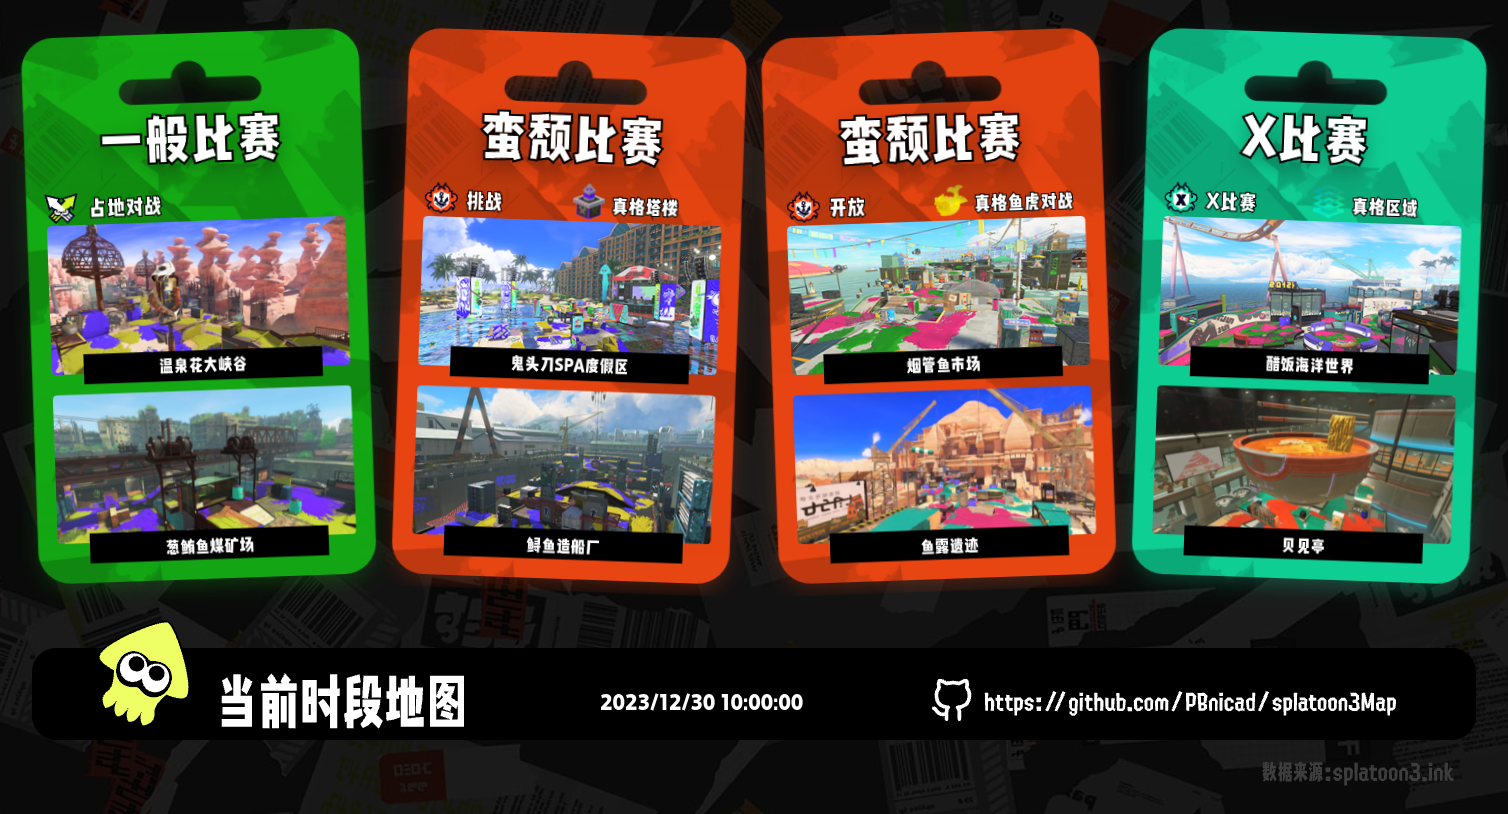 一般比赛
占地对战
温泉花大峡谷
葱鲔鱼煤矿场
蛮颓比赛
挑战
真格塔楼
鬼头刀SPA度假区
鲟鱼造船厂
蛮颓比赛
开放
真格鱼虎对战
烟管鱼市场
鱼露遗迹
X比赛
X比赛
真格区域
醋饭海洋世界
贝见亭
当前时段地图
2023/12/30 10:00:00
https://github.com/PBnicad/splatoon3Map
数据来源:splatoon3.ink